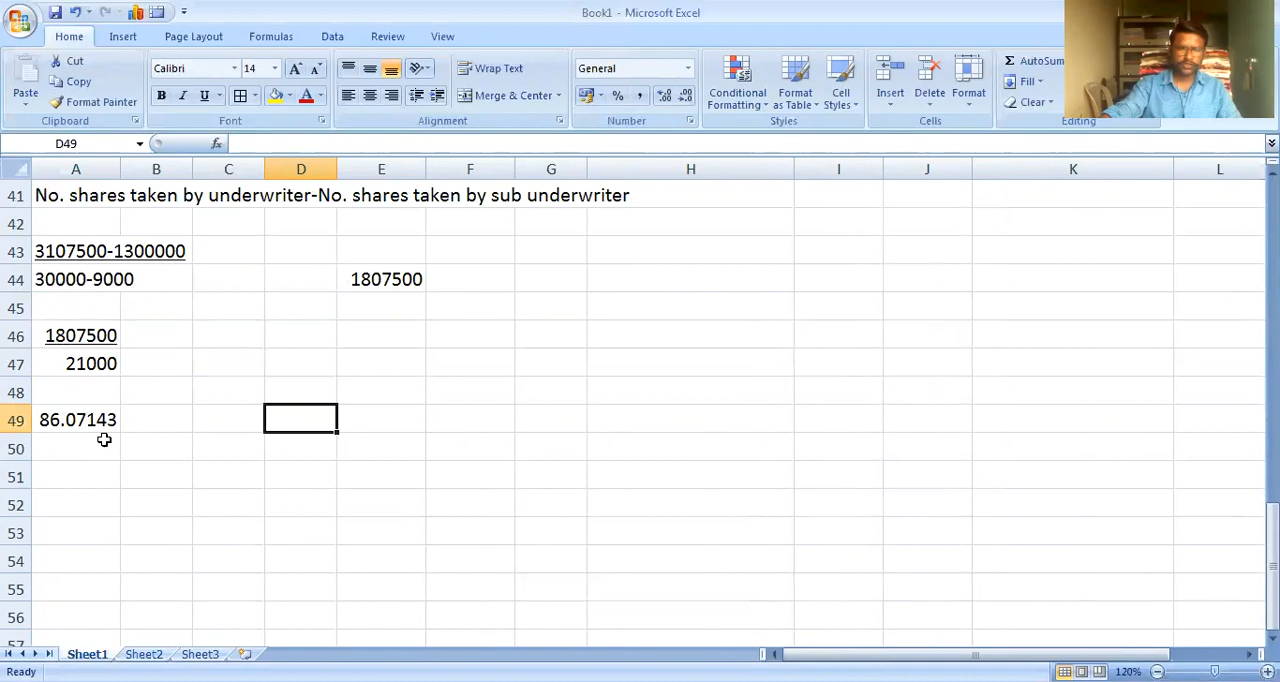 Book1 - Microsoft Excel
Home Insert Page Layout Formulas Data Review View
Cut Calibri 14 Wrap Text General AutoSum
Copy Fill
Paste Format Painter Merge & Center Conditional Formatting Format as Table Cell Styles Insert Delete Format Clear
Clipboard Font Alignment Number Styles Cells Editing
D49 fx
A B C D E F G H I J K L
41 No. shares taken by underwriter-No. shares taken by sub underwriter
42
43 3107500-1300000
44 30000-9000 1807500
45
46 1807500
47 21000
48
49 86.07143
50
51
52
53
54
55
56
57
Sheet1 Sheet2 Sheet3
Ready 120%